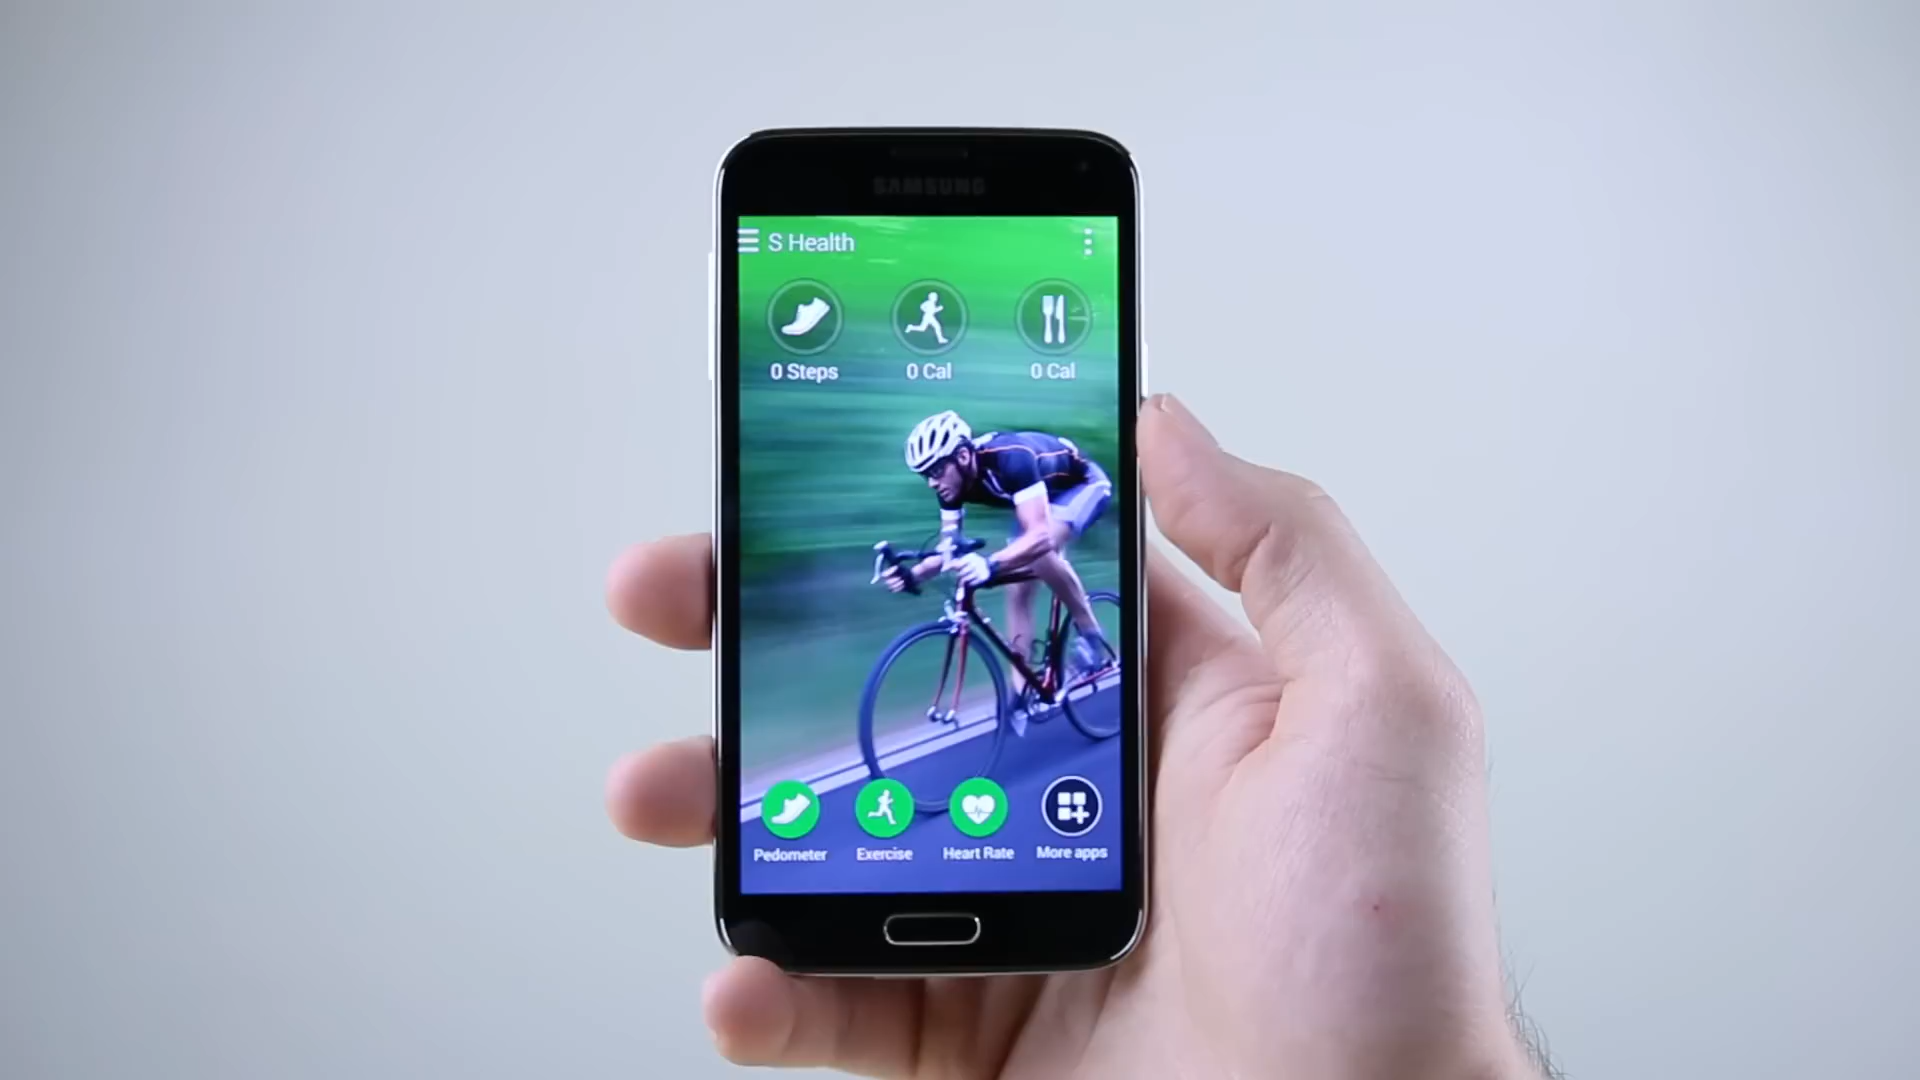 SAMSUNG
S Health
0 Steps
0 Cal
0 Cal
Pedometer
Exercise
Heart Rate
More apps